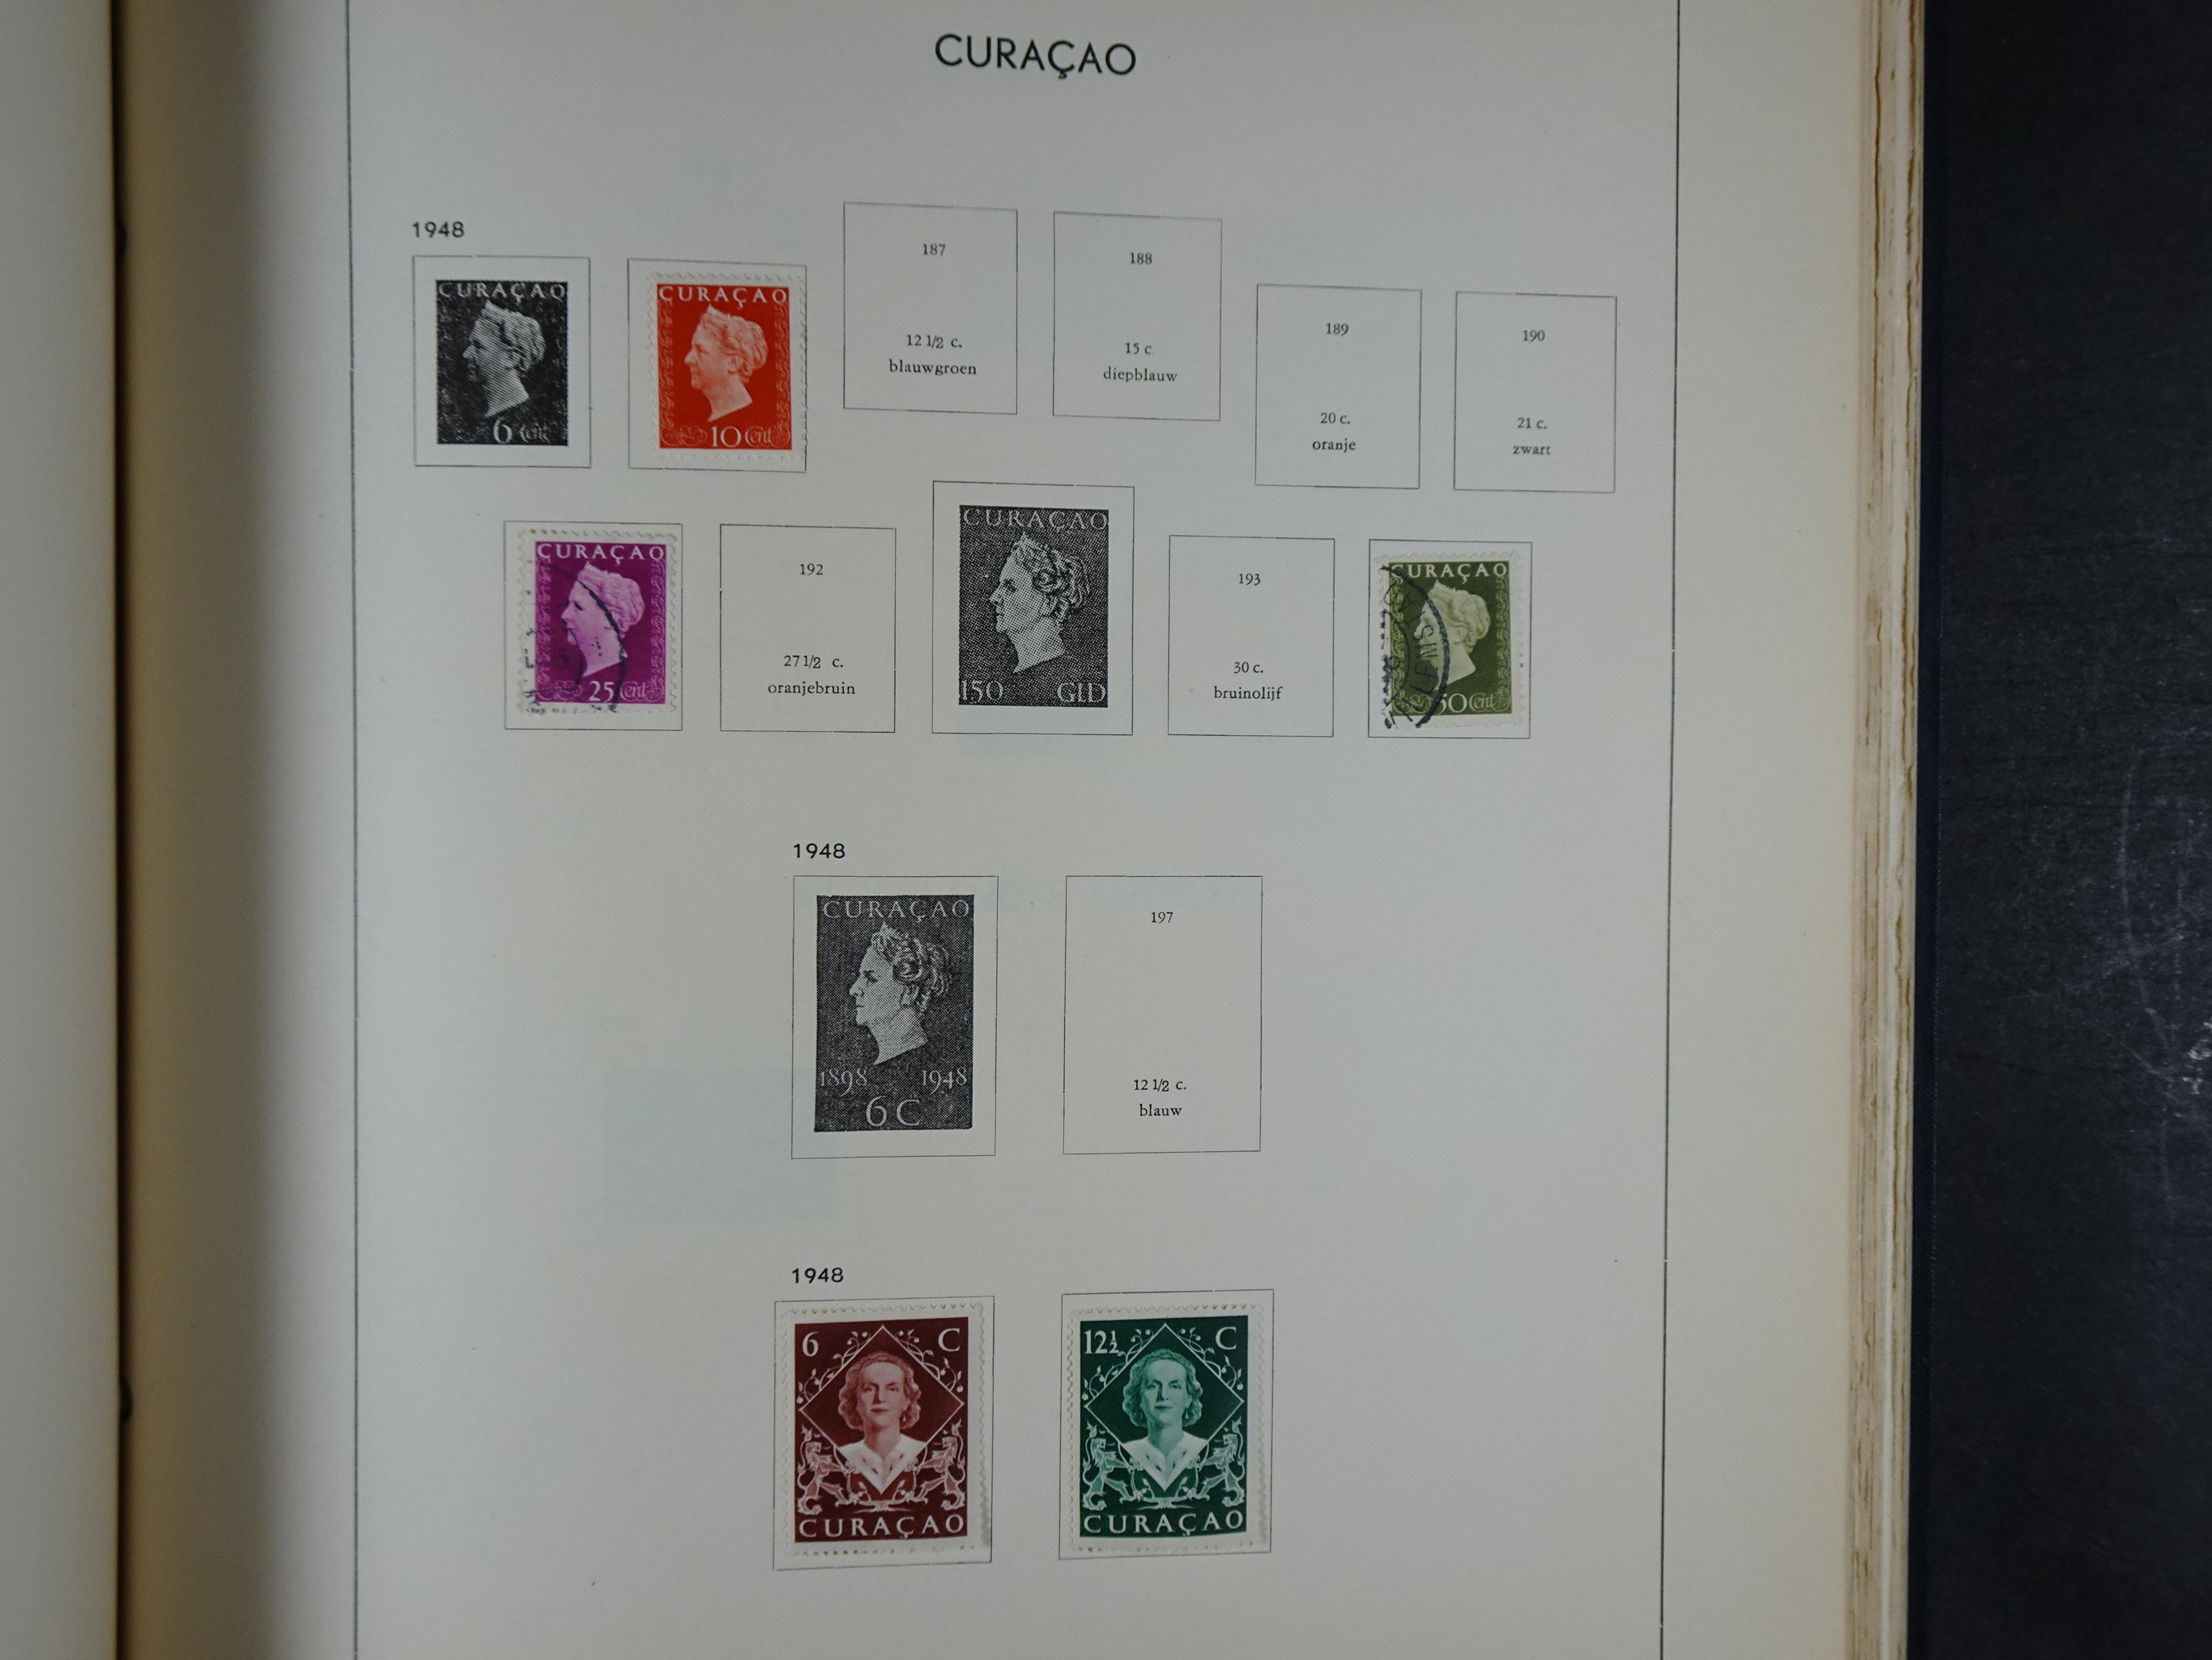 CURAÇAO
1948
CURAÇAO
6 Cent
CURAÇAO
10 Cent
187
12 1/2 c.
blauwgroen
188
15 c
diepblauw
189
20 c.
oranje
190
21 c.
zwart
CURAÇAO
25 Cent
192
27 1/2 c.
oranjebruin
CURAÇAO
150 GLD
193
30 c.
bruinolijf
CURAÇAO
50 Cent
1948
CURAÇAO
1898 1948
6 C
197
12 1/2 c.
blauw
1948
6 C
CURAÇAO
12½ C
CURAÇAO